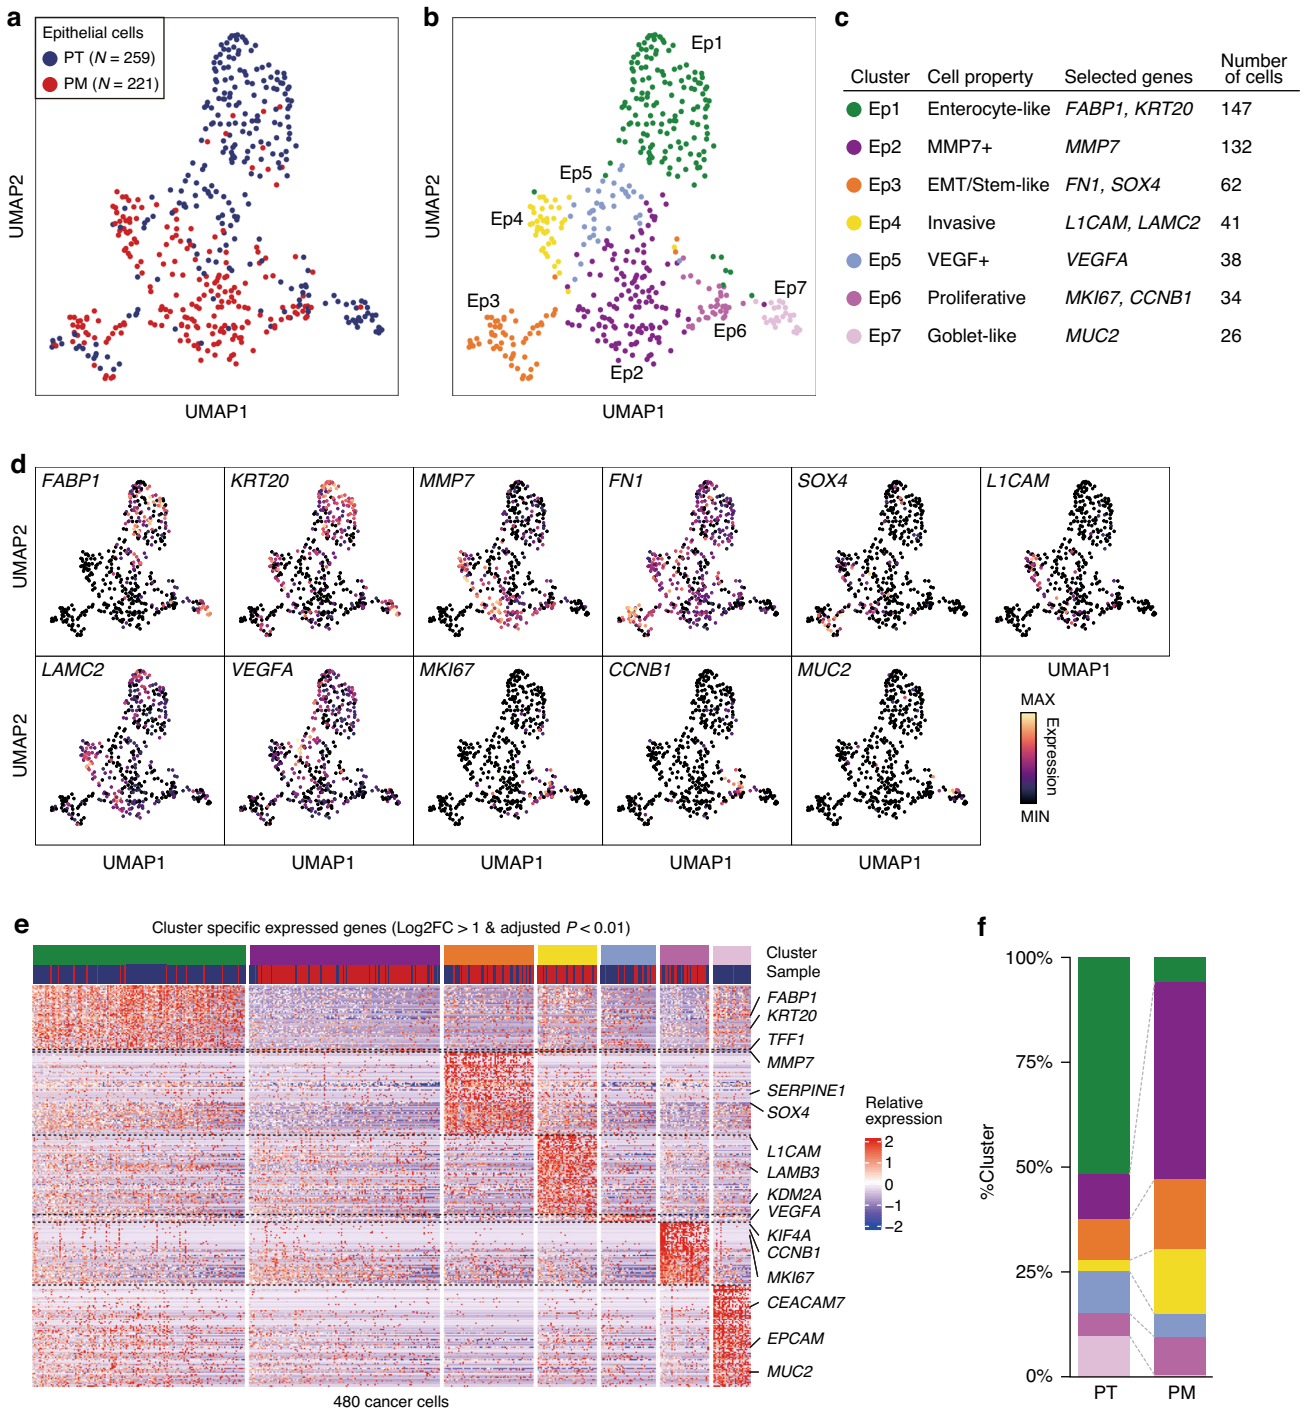 a
Epithelial cells
PT (N = 259)
PM (N = 221)
UMAP2
UMAP1
b
Ep1
Ep5
Ep4
Ep3
Ep7
Ep6
Ep2
UMAP2
UMAP1
c
Cluster Cell property Selected genes Number of cells
Ep1 Enterocyte-like FABP1, KRT20 147
Ep2 MMP7+ MMP7 132
Ep3 EMT/Stem-like FN1, SOX4 62
Ep4 Invasive L1CAM, LAMC2 41
Ep5 VEGF+ VEGFA 38
Ep6 Proliferative MKI67, CCNB1 34
Ep7 Goblet-like MUC2 26
d
FABP1 KRT20 MMP7 FN1 SOX4 L1CAM
UMAP2
LAMC2 VEGFA MKI67 CCNB1 MUC2 UMAP1
UMAP2
MAX
Expression
MIN
UMAP1 UMAP1 UMAP1 UMAP1 UMAP1
e
Cluster specific expressed genes (Log2FC > 1 & adjusted P < 0.01)
Cluster
Sample
FABP1
KRT20
TFF1
MMP7
SERPINE1
SOX4
L1CAM
LAMB3
KDM2A
VEGFA
KIF4A
CCNB1
MKI67
CEACAM7
EPCAM
MUC2
480 cancer cells
Relative
expression
2
1
0
−1
−2
f
100%
75%
50%
25%
0%
%Cluster
PT PM